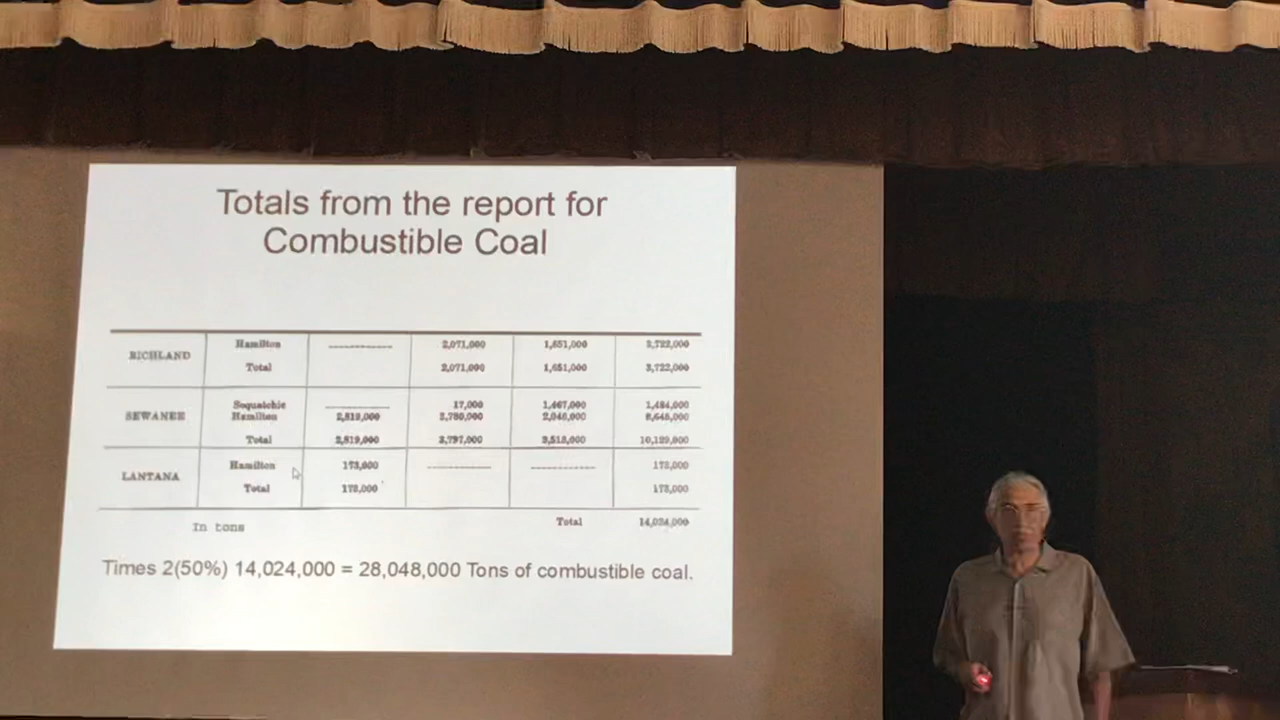 Totals from the report for
Combustible Coal
RICHLAND Hamilton ------------ 2,071,000 1,651,000 3,722,000
Total 2,071,000 1,651,000 3,722,000
SEWANEE Sequatchie ------------ 17,000 1,467,000 1,484,000
Hamilton 2,819,000 3,780,000 2,046,000 8,645,000
Total 2,819,000 3,797,000 3,513,000 10,129,000
LANTANA Hamilton 173,000 ------------ ------------ 173,000
Total 173,000 173,000
In tons Total 14,024,000
Times 2(50%) 14,024,000 = 28,048,000 Tons of combustible coal.